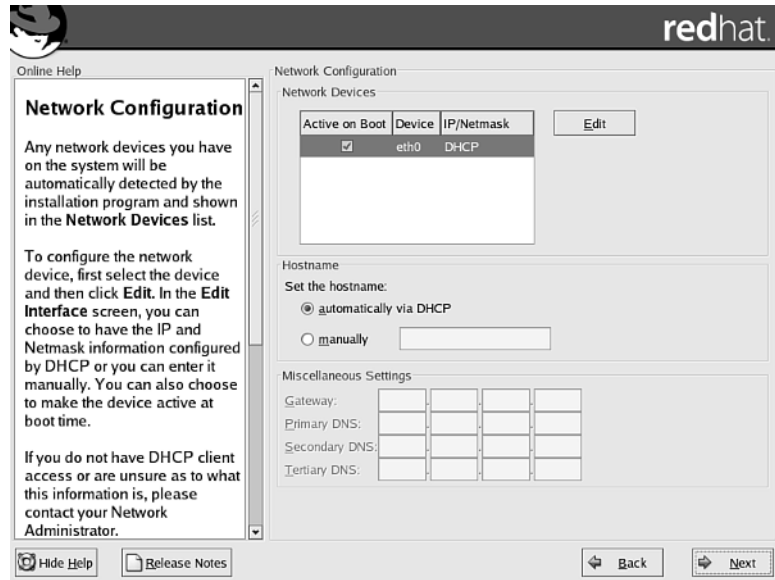 redhat.
Online Help
Network Configuration
Any network devices you have
on the system will be
automatically detected by the
installation program and shown
in the Network Devices list.
To configure the network
device, first select the device
and then click Edit. In the Edit
Interface screen, you can
choose to have the IP and
Netmask information configured
by DHCP or you can enter it
manually. You can also choose
to make the device active at
boot time.
If you do not have DHCP client
access or are unsure as to what
this information is, please
contact your Network
Administrator.
Network Configuration
Network Devices
Active on Boot Device IP/Netmask
eth0 DHCP
Edit
Hostname
Set the hostname:
automatically via DHCP
manually
Miscellaneous Settings
Gateway:
Primary DNS:
Secondary DNS:
Tertiary DNS:
Hide Help
Release Notes
Back
Next